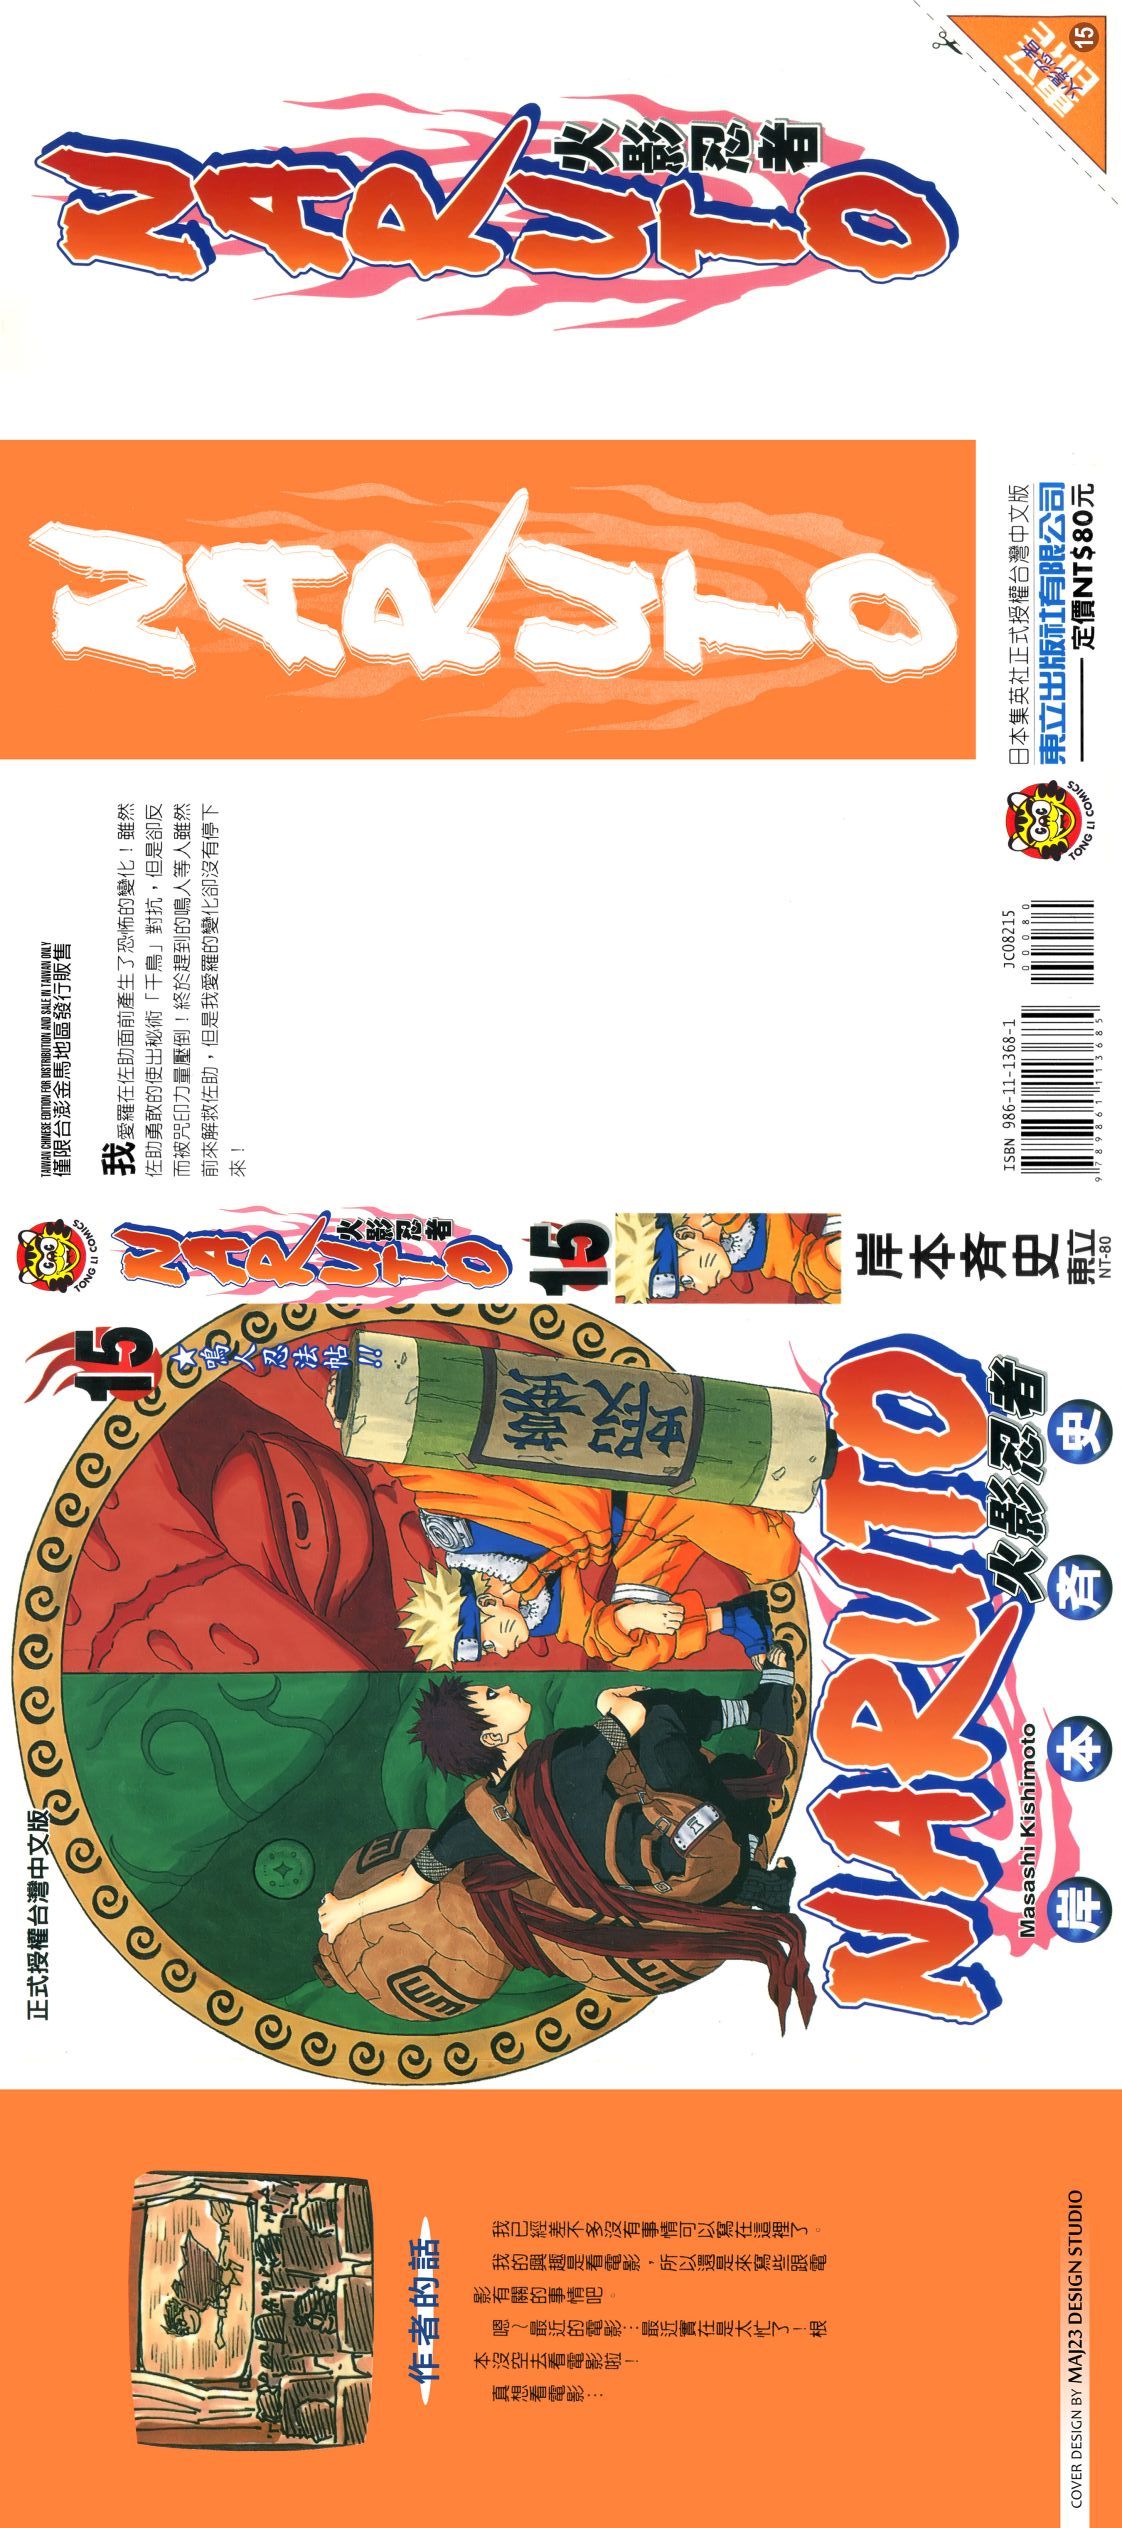 15
東立
火影忍者
NARUTO
火影忍者
NARUTO
日本集英社正式授權台灣中文版
東立出版社有限公司
定價NT$80元
TONG LI COMICS
TAIWAN CHINESE EDITION FOR DISTRIBUTION AND SALE IN TAIWAN ONLY
僅限台澎金馬地區發行販售
我愛羅在佐助面前產生了恐怖的變化！雖然
佐助勇敢的使出秘術「千鳥」對抗，但是卻反
而被咒印力量壓倒！終於趕到的鳴人等人雖然
前來解救佐助，但是我愛羅的變化卻沒有停下
來！
ISBN 986-11-1368-1
JC08215
00080
9789861113685
TONG LI COMICS
NARUTO
火影忍者
15
岸本斉史
東立
NT-80
正式授權台灣中文版
15
★鳴人忍法帖!!
NARUTO
火影忍者
Masashi Kishimoto
岸本斉史
作者的話
我已經差不多沒有事情可以寫在這裡了。
我的興趣是看電影，所以還是來寫些跟電
影有關的事情吧。
嗯～最近的電影…最近實在是太忙了！根
本沒空去看電影啦！
真想看電影…
COVER DESIGN BY MAJ23 DESIGN STUDIO